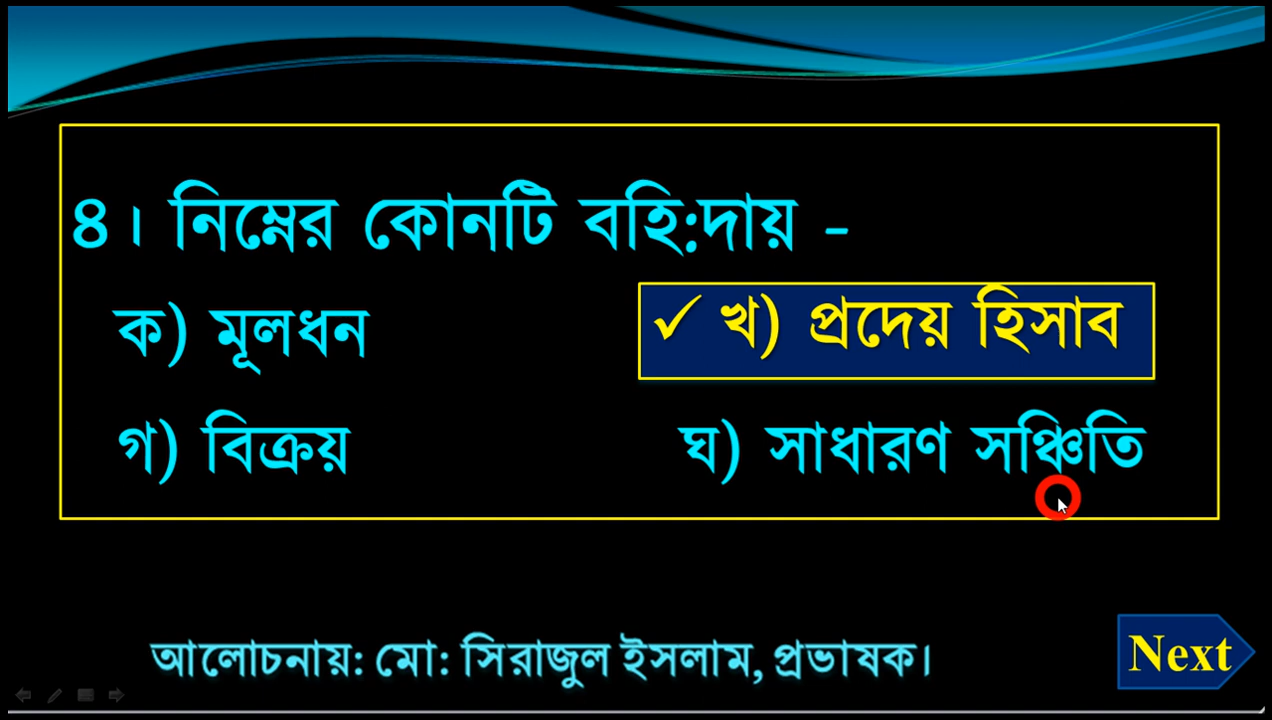 ৪। নিম্নের কোনটি বহি:দায় -
ক) মূলধন ✓ খ) প্রদেয় হিসাব
গ) বিক্রয় ঘ) সাধারণ সঞ্চিতি
আলোচনায়: মো: সিরাজুল ইসলাম, প্রভাষক।
Next